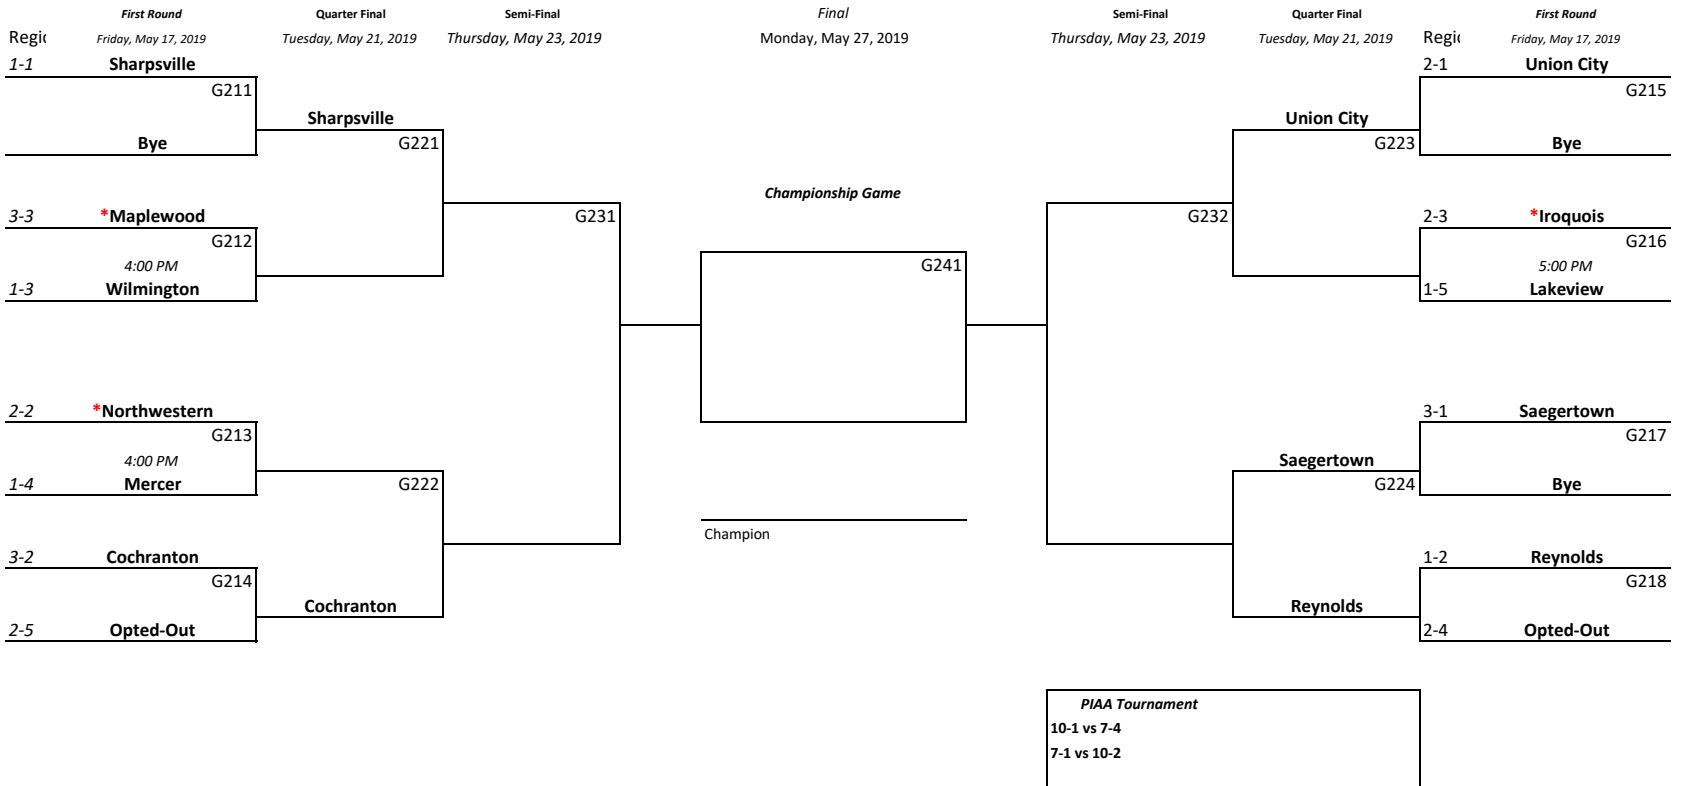 First Round Quarter Final Semi-Final Final Semi-Final Quarter Final First Round
Regic Friday, May 17, 2019 Tuesday, May 21, 2019 Thursday, May 23, 2019 Monday, May 27, 2019 Thursday, May 23, 2019 Tuesday, May 21, 2019 Regic Friday, May 17, 2019
1-1 Sharpsville 2-1 Union City
G211 G215
Sharpsville Union City
Bye G221 G223 Bye
Championship Game
3-3 *Maplewood G231 G232 2-3 *Iroquois
G212 G216
4:00 PM G241 5:00 PM
1-3 Wilmington 1-5 Lakeview
2-2 *Northwestern 3-1 Saegertown
G213 G217
4:00 PM Saegertown
1-4 Mercer G222 G224 Bye
Champion
3-2 Cochranton 1-2 Reynolds
G214 G218
Cochranton Reynolds
2-5 Opted-Out 2-4 Opted-Out
PIAA Tournament
10-1 vs 7-4
7-1 vs 10-2